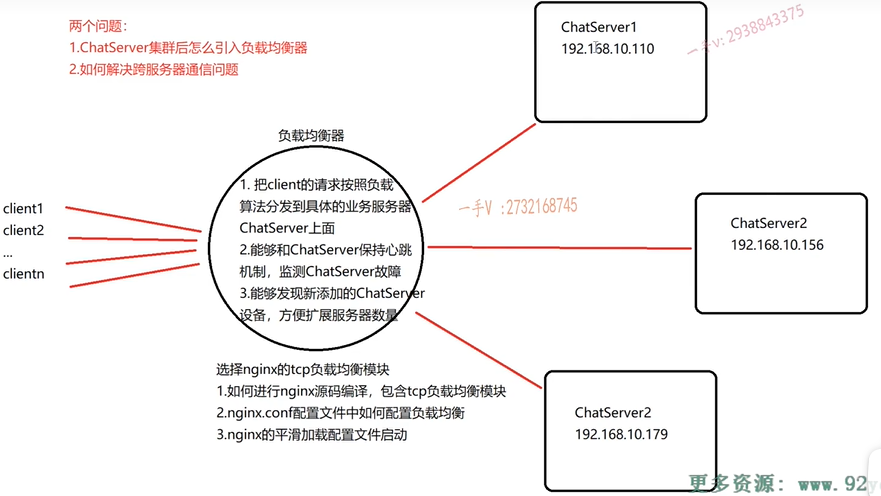 两个问题：
1.ChatServer集群后怎么引入负载均衡器
2.如何解决跨服务器通信问题
ChatServer1
192.168.10.110
一手v: 2938843375
负载均衡器
1. 把client的请求按照负载
算法分发到具体的业务服务器
ChatServer上面
2.能够和ChatServer保持心跳
机制，监测ChatServer故障
3.能够发现新添加的ChatServer
设备，方便扩展服务器数量
client1
client2
...
clientn
一手V :2732168745
ChatServer2
192.168.10.156
选择nginx的tcp负载均衡模块
1.如何进行nginx源码编译，包含tcp负载均衡模块
2.nginx.conf配置文件中如何配置负载均衡
3.nginx的平滑加载配置文件启动
ChatServer2
192.168.10.179
更多资源: www.92y